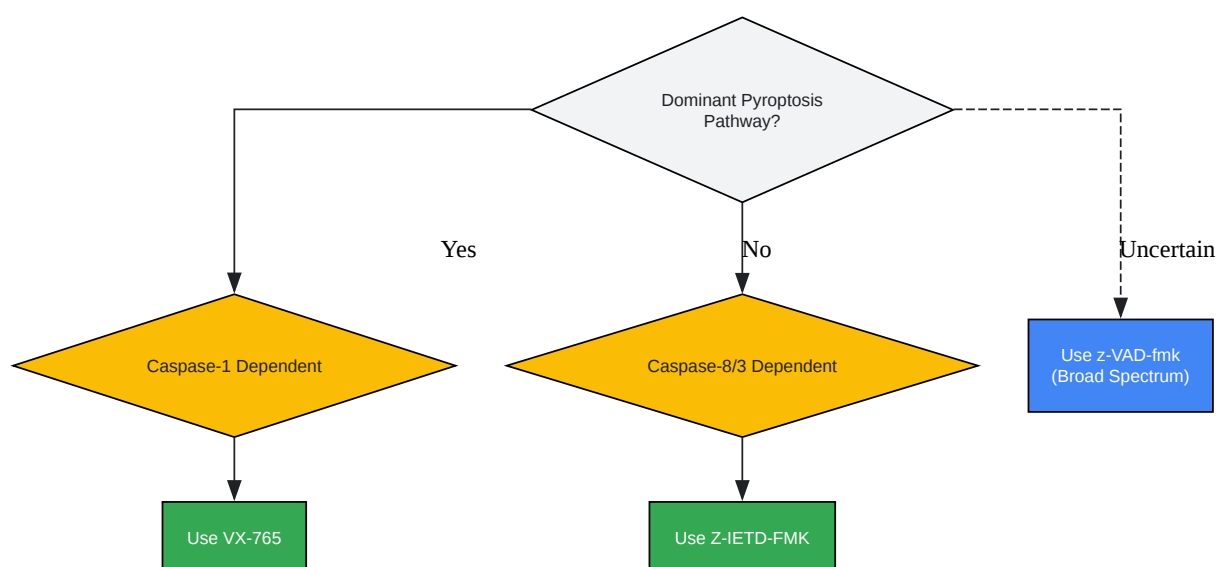 Dominant Pyroptosis
Pathway?
Yes
No
Uncertain
Caspase-1 Dependent
Caspase-8/3 Dependent
Use z-VAD-fmk
(Broad Spectrum)
Use VX-765
Use Z-IETD-FMK